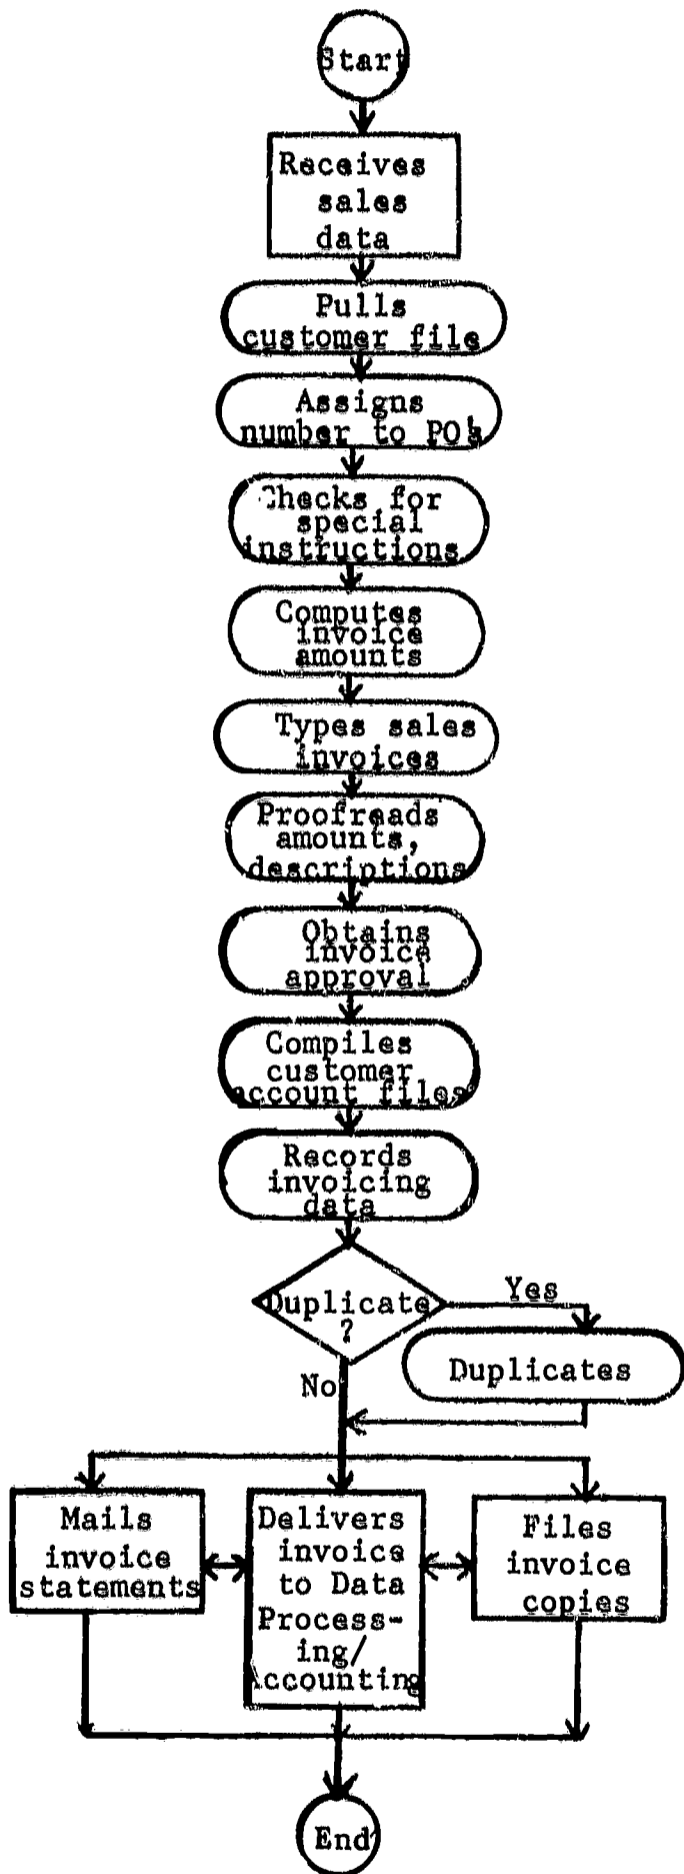 Start
Receives
sales
data
Pulls
customer file
Assigns
number to PO's
Checks for
special
instructions
Computes
invoice
amounts
Types sales
invoices
Proofreads
amounts,
descriptions
Obtains
invoice
approval
Compiles
customer
account files
Records
invoicing
data
Duplicate
?
Yes
Duplicates
No
Mails
invoice
statements
Delivers
invoice
to Data
Process-
ing/
Accounting
Files
invoice
copies
End